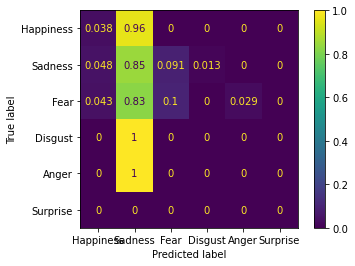 Happiness 0.038 0.96 0 0 0 0
Sadness 0.048 0.85 0.091 0.013 0 0
Fear 0.043 0.83 0.1 0 0.029 0
Disgust 0 1 0 0 0 0
Anger 0 1 0 0 0 0
Surprise 0 0 0 0 0 0
Happiness Sadness Fear Disgust Anger Surprise
Predicted label
True label
1.0
0.8
0.6
0.4
0.2
0.0